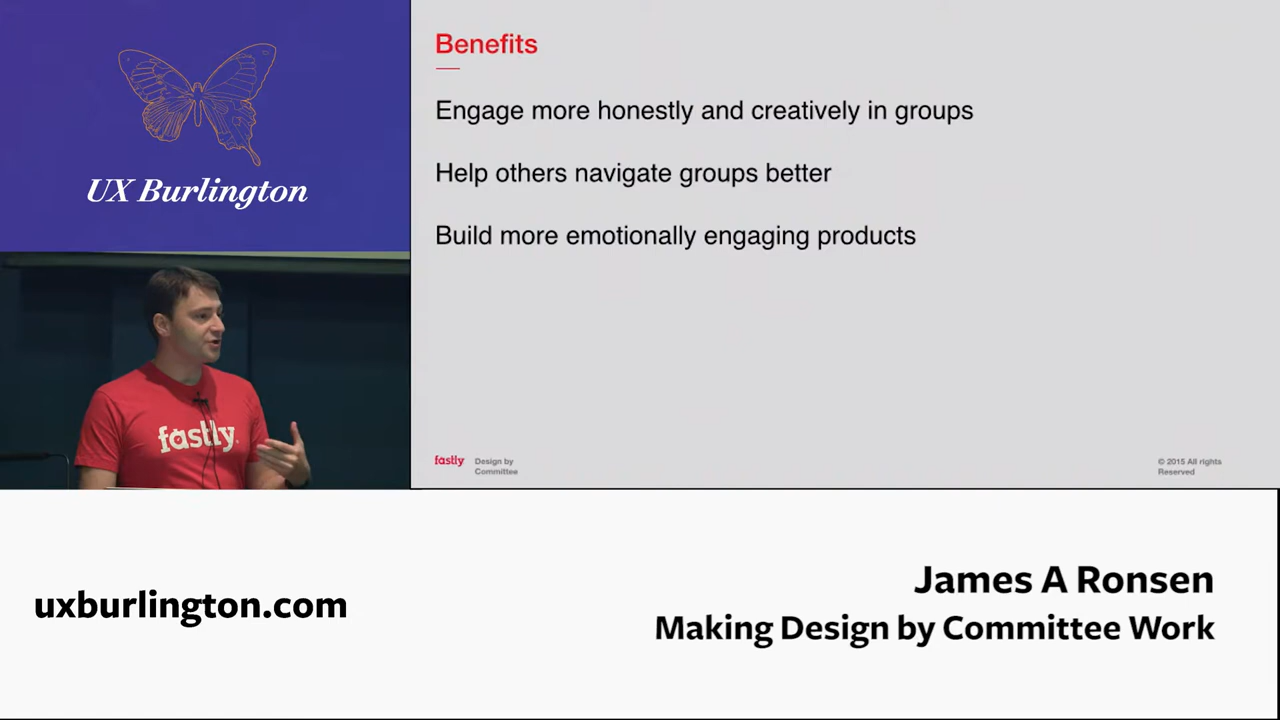 UX Burlington
Benefits
Engage more honestly and creatively in groups
Help others navigate groups better
Build more emotionally engaging products
fastly.
fastly
Design by
Committee
© 2015 All rights
Reserved
uxburlington.com
James A Ronsen
Making Design by Committee Work